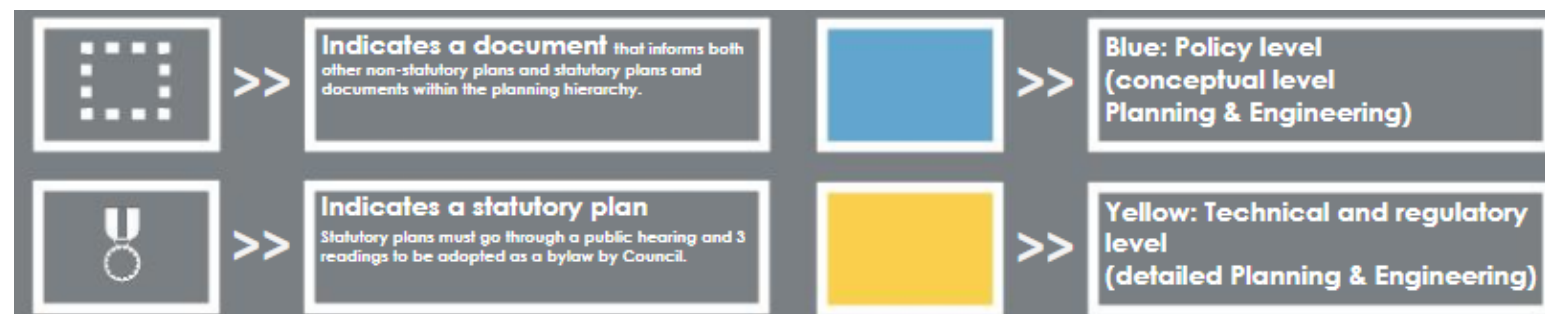 >>
Indicates a document that informs both
other non-statutory plans and statutory plans and
documents within the planning hierarchy.
>>
Blue: Policy level
(conceptual level
Planning & Engineering)
>>
Indicates a statutory plan
Statutory plans must go through a public hearing and 3
readings to be adopted as a bylaw by Council.
>>
Yellow: Technical and regulatory
level
(detailed Planning & Engineering)